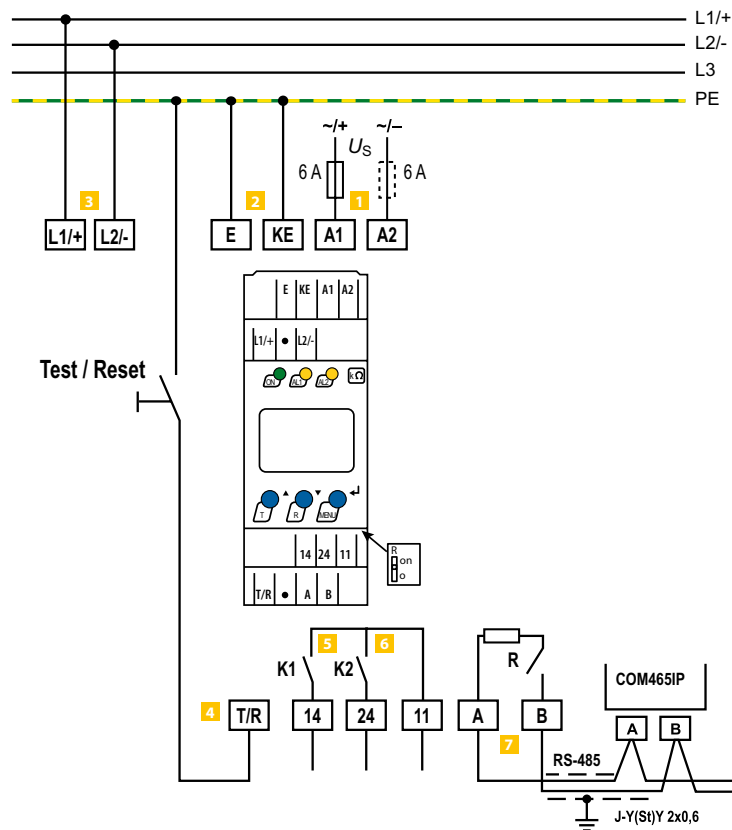 L1/+
L2/-
L3
PE
~/+ ~/–
US
6 A 6 A
3 2 1
L1/+ L2/- E KE A1 A2
E KE A1 A2
L1/+ • L2/-
Test / Reset
ON AL1 AL2 kΩ
T R MENU
R
on
o
14 24 11
T/R • A B
5 6
K1 K2 R
COM465IP
4 T/R 14 24 11 A B
A B
7
RS-485
J-Y(St)Y 2x0,6